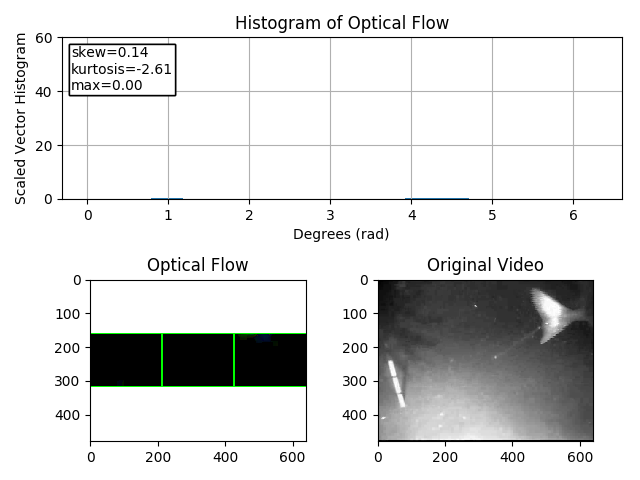 Histogram of Optical Flow
Scaled Vector Histogram
60
40
20
0
skew=0.14
kurtosis=-2.61
max=0.00
0 1 2 3 4 5 6
Degrees (rad)
Optical Flow
0
100
200
300
400
0 200 400 600
Original Video
0
100
200
300
400
0 200 400 600